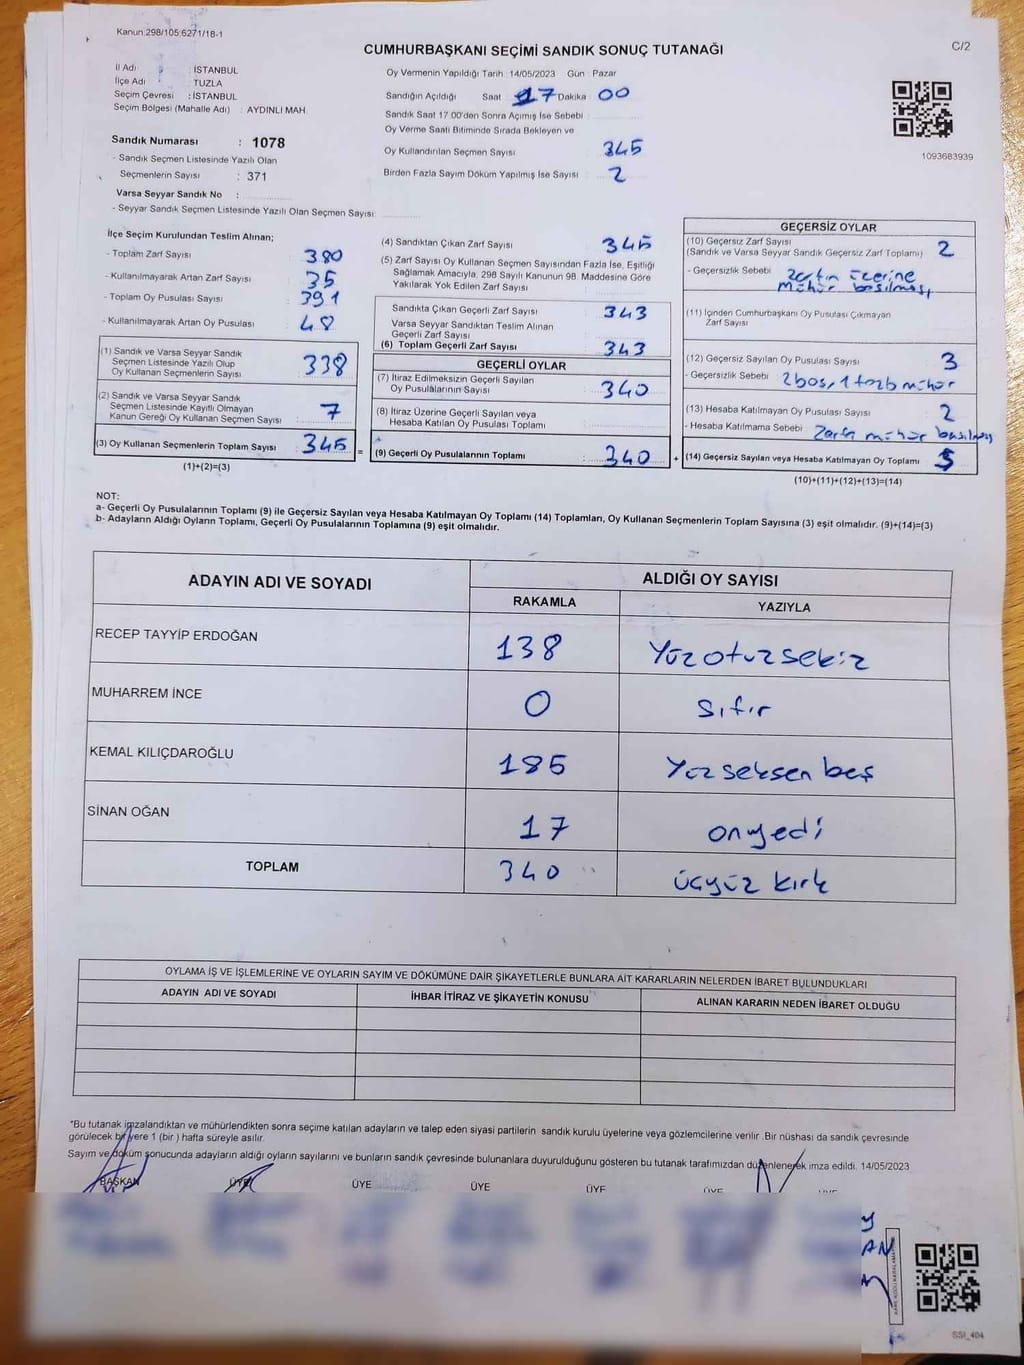 Kanun:298/105;6271/18-1
CUMHURBAŞKANI SEÇİMİ SANDIK SONUÇ TUTANAĞI
C/2
İl Adı : İSTANBUL
İlçe Adı : TUZLA
Seçim Çevresi : İSTANBUL
Seçim Bölgesi (Mahalle Adı) : AYDINLI MAH
Sandık Numarası : 1078
- Sandık Seçmen Listesinde Yazılı Olan
Seçmenlerin Sayısı : 371
Varsa Seyyar Sandık No :
- Seyyar Sandık Seçmen Listesinde Yazılı Olan Seçmen Sayısı:
Oy Vermenin Yapıldığı Tarih 14/05/2023 Gün Pazar
Sandığın Açıldığı Saat 17 Dakika 00
Sandık Saat 17.00'den Sonra Açımış İse Sebebi :
Oy Verme Saati Bitiminde Sırada Bekleyen ve
Oy Kullandırılan Seçmen Sayısı 345
Birden Fazla Sayım Döküm Yapılmış İse Sayısı : 2
1093683939
İlçe Seçim Kurulundan Teslim Alınan;
- Toplam Zarf Sayısı : 380
- Kullanılmayarak Artan Zarf Sayısı : 35
- Toplam Oy Pusulası Sayısı : 391
- Kullanılmayarak Artan Oy Pusulası : 48
(1) Sandık ve Varsa Seyyar Sandık
Seçmen Listesinde Yazılı Olup
Oy Kullanan Seçmenlerin Sayısı : 338
(2) Sandık ve Varsa Seyyar Sandık
Seçmen Listesinde Kayıtlı Olmayan
Kanun Gereği Oy Kullanan Seçmen Sayısı : 7
(3) Oy Kullanan Seçmenlerin Toplam Sayısı : 345
(1)+(2)=(3)
(4) Sandıktan Çıkan Zarf Sayısı 345
(5) Zarf Sayısı Oy Kullanan Seçmen Sayısından Fazla İse, Eşitliği
Sağlamak Amacıyla, 298 Sayılı Kanunun 98. Maddesine Göre
Yakılarak Yok Edilen Zarf Sayısı
Sandıkta Çıkan Geçerli Zarf Sayısı : 343
Varsa Seyyar Sandıktan Teslim Alınan
Geçerli Zarf Sayısı
(6) Toplam Geçerli Zarf Sayısı : 343
GEÇERLİ OYLAR
(7) İtiraz Edilmeksizin Geçerli Sayılan
Oy Pusulalarının Sayısı : 340
(8) İtiraz Üzerine Geçerli Sayılan veya
Hesaba Katılan Oy Pusulası Toplamı :
= (9) Geçerli Oy Pusulalarının Toplamı : 340 +
GEÇERSİZ OYLAR
(10) Geçersiz Zarf Sayısı
(Sandık ve Varsa Seyyar Sandık Geçersiz Zarf Toplamı) 2
- Geçersizlik Sebebi : Zarfın üzerine
mühür basılması
(11) İçinden Cumhurbaşkanı Oy Pusulası Çıkmayan
Zarf Sayısı
(12) Geçersiz Sayılan Oy Pusulası Sayısı 3
- Geçersizlik Sebebi : 2 boş, 1 fazla mühür
(13) Hesaba Katılmayan Oy Pusulası Sayısı 2
- Hesaba Katılmama Sebebi : Zarfa mühür basılmış
(14) Geçersiz Sayılan veya Hesaba Katılmayan Oy Toplamı 5
(10)+(11)+(12)+(13)=(14)
NOT:
a- Geçerli Oy Pusulalarının Toplamı (9) ile Geçersiz Sayılan veya Hesaba Katılmayan Oy Toplamı (14) Toplamları, Oy Kullanan Seçmenlerin Toplam Sayısına (3) eşit olmalıdır. (9)+(14)=(3)
b- Adayların Aldığı Oyların Toplamı, Geçerli Oy Pusulalarının Toplamına (9) eşit olmalıdır.
ADAYIN ADI VE SOYADI
ALDIĞI OY SAYISI
RAKAMLA
YAZIYLA
RECEP TAYYİP ERDOĞAN 138 Yüzotuzsekiz
MUHARREM İNCE 0 Sıfır
KEMAL KILIÇDAROĞLU 185 Yüzseksenbeş
SİNAN OĞAN 17 onyedi
TOPLAM 340 üçyüz kırk
OYLAMA İŞ VE İŞLEMLERİNE VE OYLARIN SAYIM VE DÖKÜMÜNE DAİR ŞİKAYETLERLE BUNLARA AİT KARARLARIN NELERDEN İBARET BULUNDUKLARI
ADAYIN ADI VE SOYADI
İHBAR İTİRAZ VE ŞİKAYETİN KONUSU
ALINAN KARARIN NEDEN İBARET OLDUĞU
*Bu tutanak imzalandıktan ve mühürlendikten sonra seçime katılan adayların ve talep eden siyasi partilerin sandık kurulu üyelerine veya gözlemcilerine verilir .Bir nüshası da sandık çevresinde
görülecek bir yere 1 (bir ) hafta süreyle asılır.
Sayım ve döküm sonucunda adayların aldığı oyların sayılarını ve bunların sandık çevresinde bulunanlara duyurulduğunu gösteren bu tutanak tarafımızdan düzenlenerek imza edildi. 14/05/2023
BAŞKAN ÜYE ÜYE ÜYE ÜYE ÜYE ÜYE
SSI_404